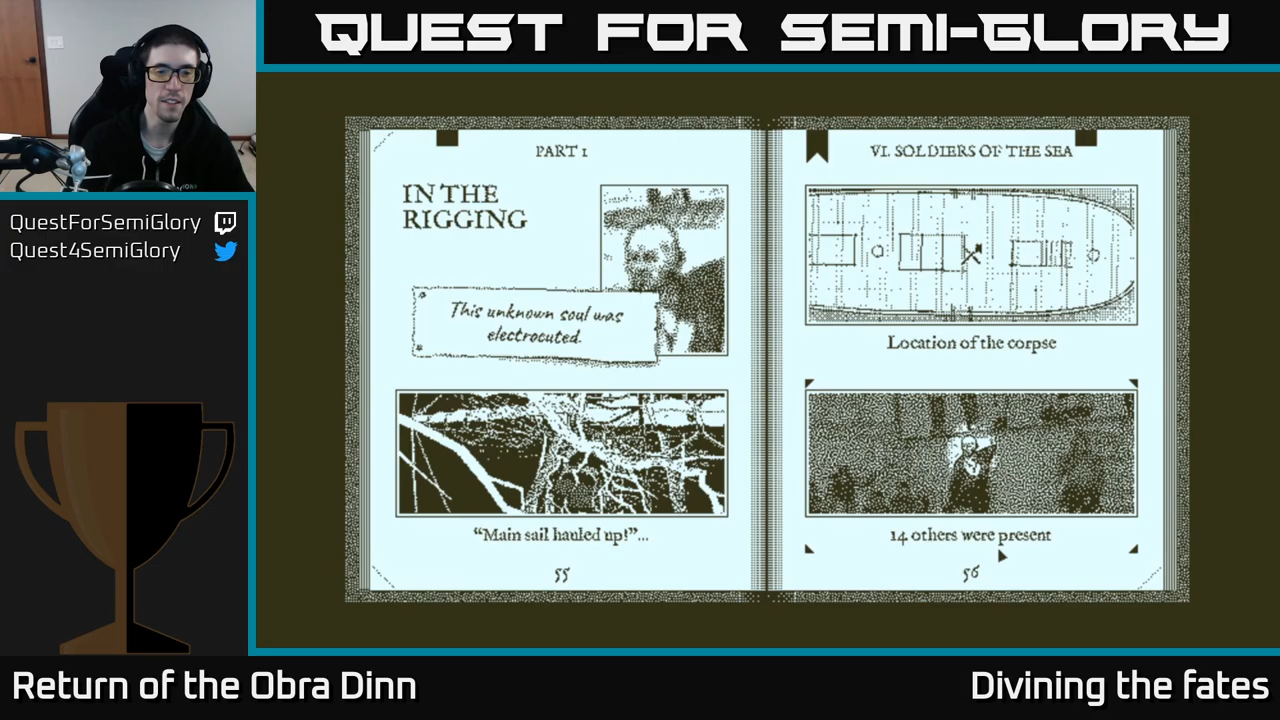 QUEST FOR SEMI-GLORY
QuestForSemiGlory
Quest4SemiGlory
PART 1
IN THE
RIGGING
This unknown soul was
electrocuted.
"Main sail hauled up!"...
55
VI. SOLDIERS OF THE SEA
Location of the corpse
14 others were present
56
Return of the Obra Dinn
Divining the fates